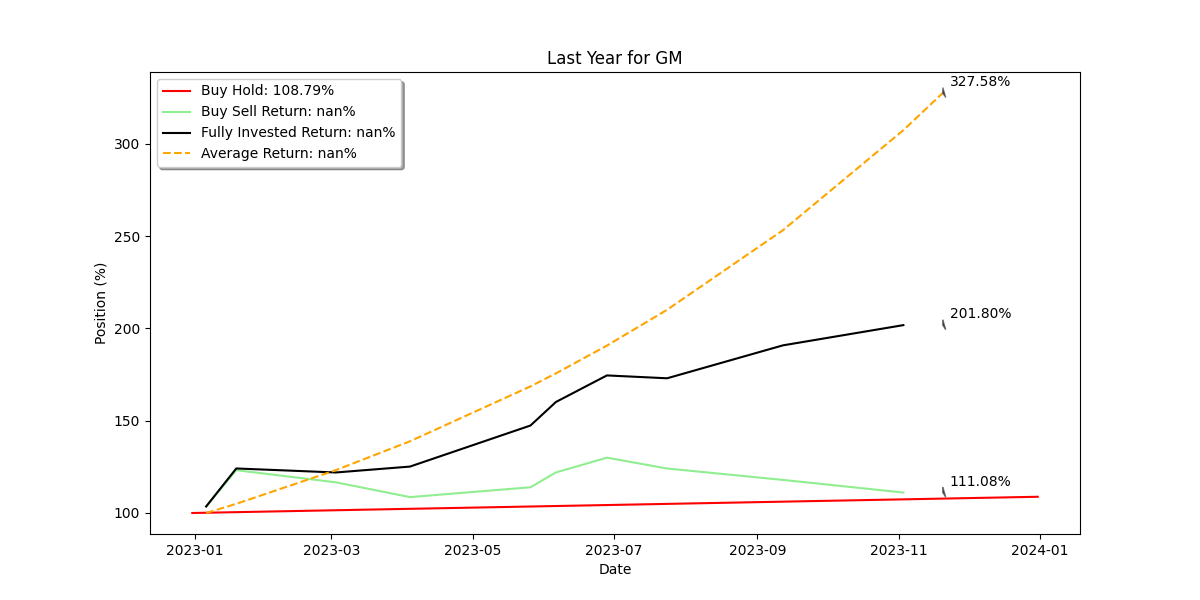 Last Year for GM
327.58%
Buy Hold: 108.79%
Buy Sell Return: nan%
Fully Invested Return: nan%
Average Return: nan%
300
250
Position (%)
200
201.80%
150
111.08%
100
2023-01 2023-03 2023-05 2023-07 2023-09 2023-11 2024-01
Date